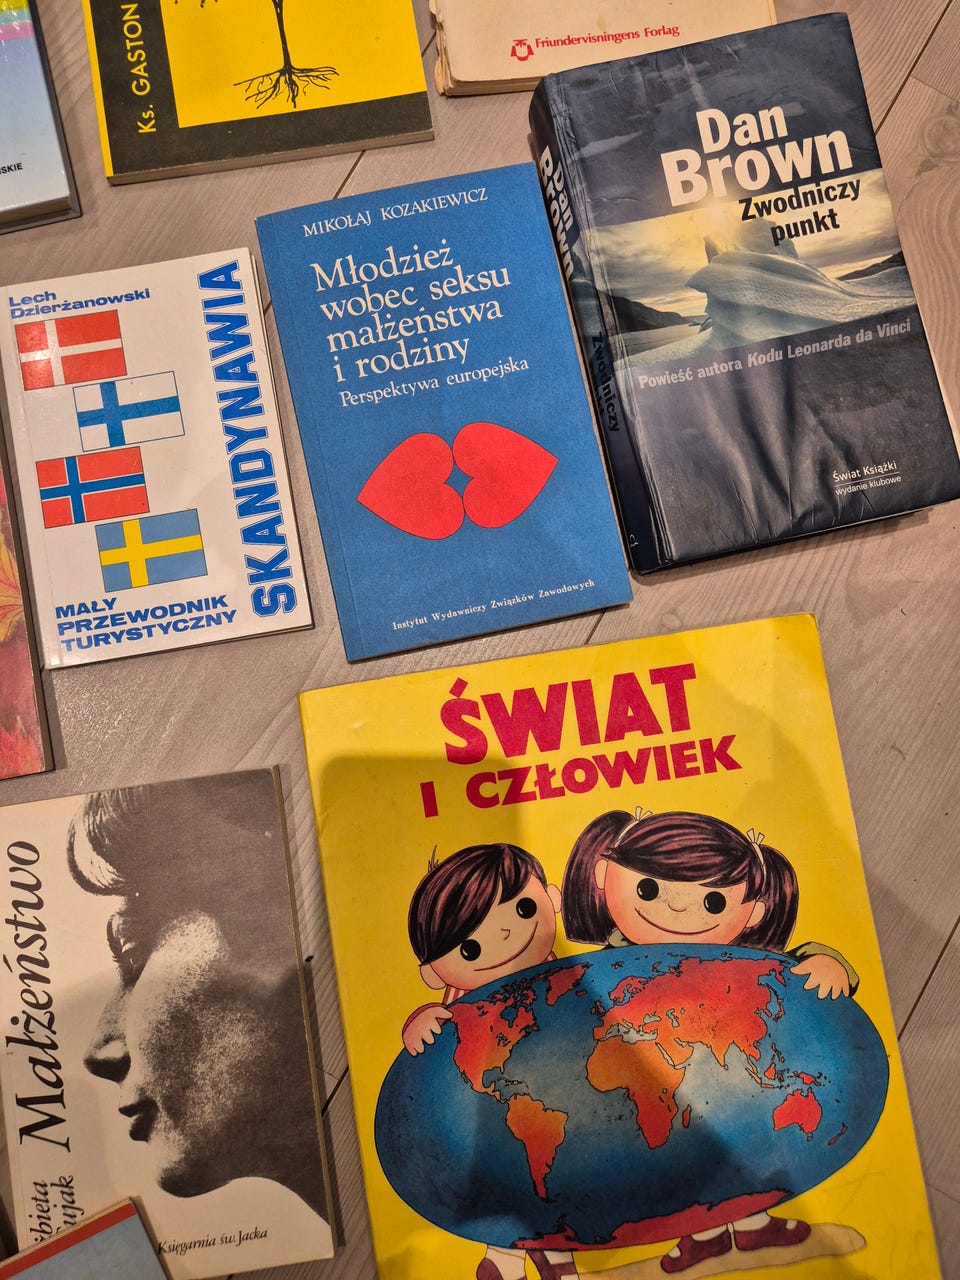 SKIE
Ks. GASTON
Friundervisningens Forlag
Dan
Brown
Zwodniczy
punkt
Powieść autora Kodu Leonarda da Vinci
Świat Książki
wydanie klubowe
Dan Brown
Zwodniczy
MIKOŁAJ KOZAKIEWICZ
Młodzież
wobec seksu
małżeństwa
i rodziny
Perspektywa europejska
Instytut Wydawniczy Związków Zawodowych
Lech
Dzierżanowski
SKANDYNAWIA
MAŁY
PRZEWODNIK
TURYSTYCZNY
ŚWIAT
I CZŁOWIEK
Małżeństwo
Księgarnia św. Jacka